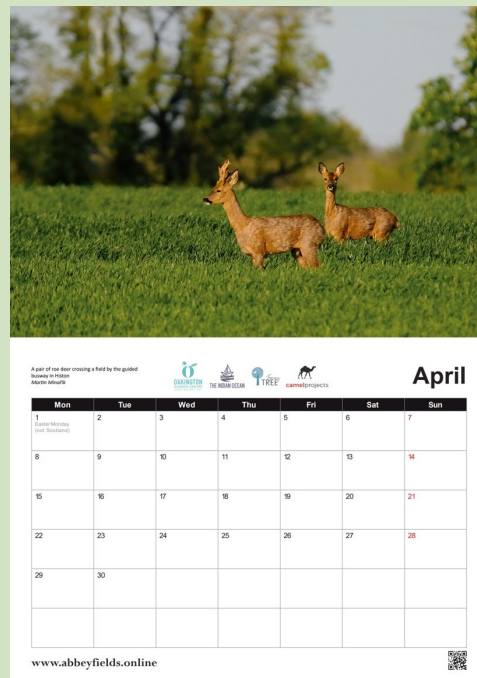 A pair of roe deer crossing a field by the guided
busway in Histon
Martin Minařík
OAKINGTON
GARDEN CENTRE
THE INDIAN OCEAN
TREE
camelprojects
April
Mon Tue Wed Thu Fri Sat Sun
1 2 3 4 5 6 7
Easter Monday
(not Scotland)
8 9 10 11 12 13 14
15 16 17 18 19 20 21
22 23 24 25 26 27 28
29 30
www.abbeyfields.online